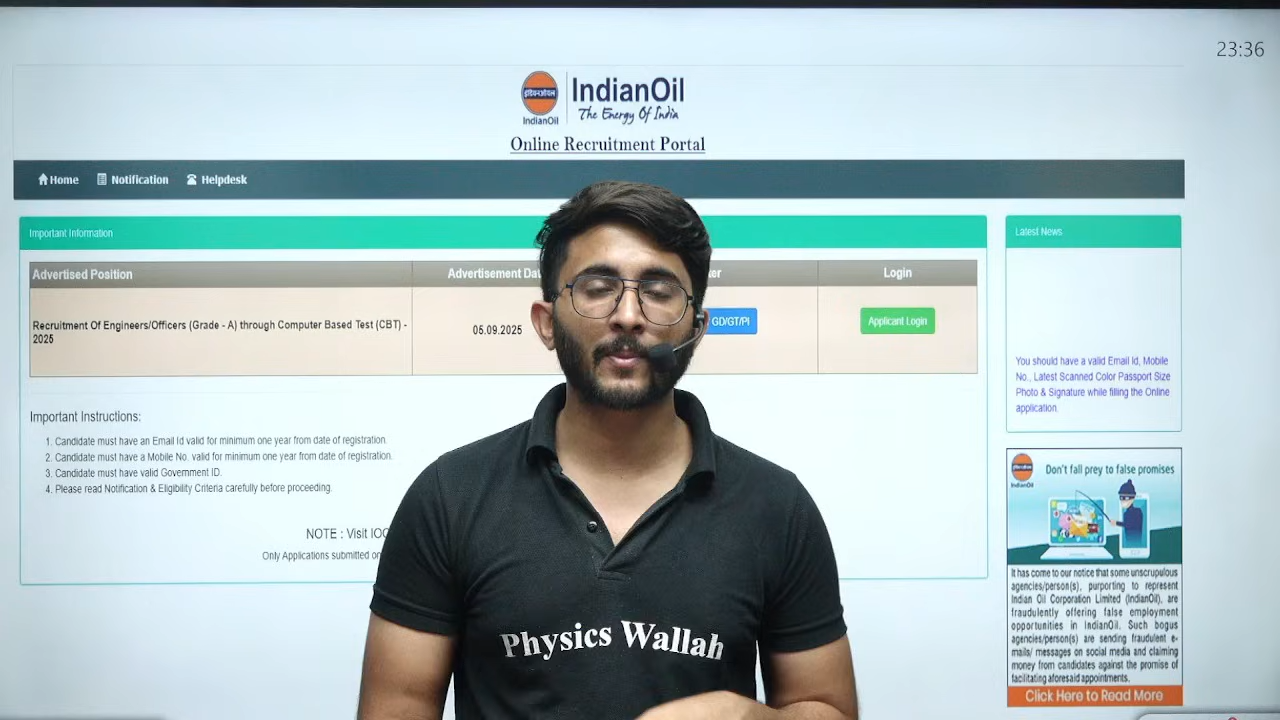 23:36
इंडियनऑयल
IndianOil
IndianOil
The Energy Of India
Online Recruitment Portal
Home
Notification
Helpdesk
Important Information
Advertised Position
Advertisement Dat
Login
Recruitment Of Engineers/Officers (Grade - A) through Computer Based Test (CBT) -
2025
05.09.2025
GD/GT/PI
Applicant Login
Important Instructions:
1. Candidate must have an Email Id valid for minimum one year from date of registration.
2. Candidate must have a Mobile No. valid for minimum one year from date of registration.
3. Candidate must have valid Government ID.
4. Please read Notification & Eligibility Criteria carefully before proceeding
NOTE : Visit IOC
Only Applications submitted on
Latest News
You should have a valid Email Id, Mobile
No., Latest Scanned Color Passport Size
Photo & Signature while filling the Online
application.
IndianOil
Don't fall prey to false promises
It has come to our notice that some unscrupulous
agencies/person(s), purporting to represent
Indian Oil Corporation Limited (IndianOil), are
fraudulently offering false employment
opportunities in IndianOil. Such bogus
agencies/person(s) are sending fraudulent e-
mails/ messages on social media and claiming
money from candidates against the promise of
facilitating aforesaid appointments.
Click Here to Read More
Physics Wallah